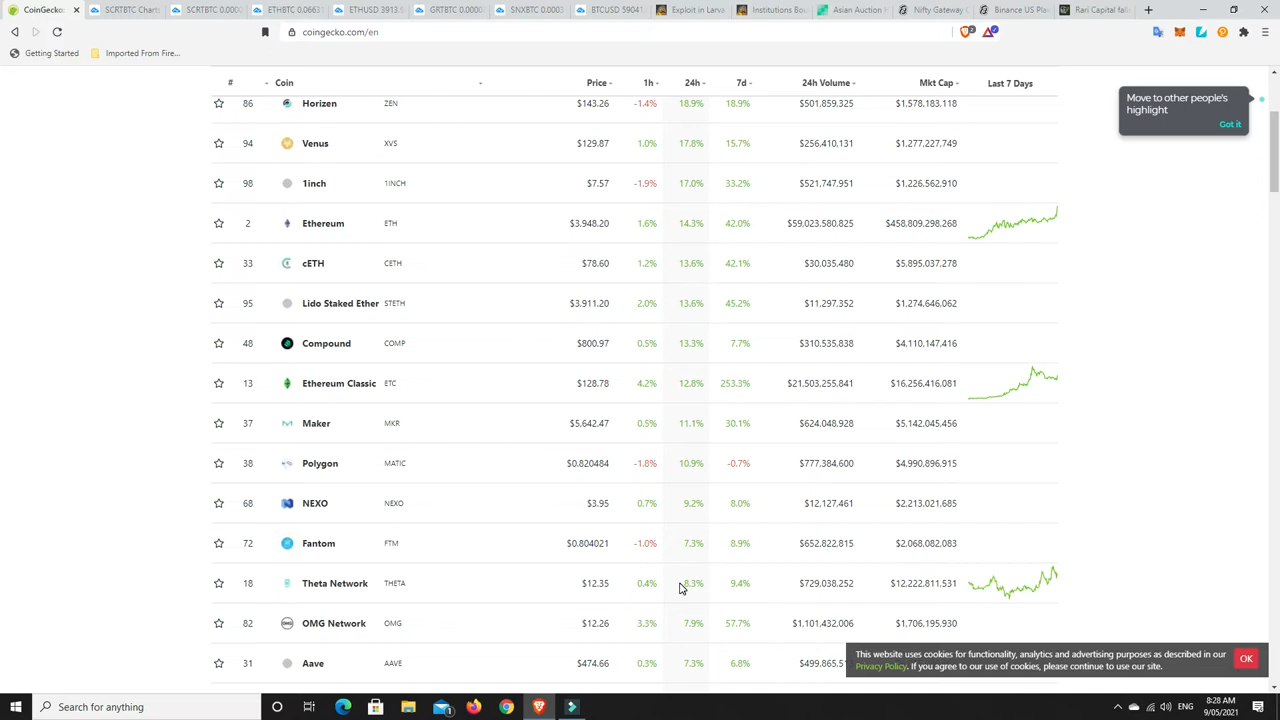 CoinGecko:
SCRTBTC Charts
SCRTBTC 0.0000
ETHBTC 0.0663
ETHUSD 3913.5
GRTBTC 0.0000
SNXBTC 0.0003
BTCUSD 59041
Exploit in Larva
Institutions Bou
Asian Auction H
Nifty Gateway
Binance US Plan
Rari Capital fall
coingecko.com/en
Getting Started
Imported From Fire...
# Coin Price 1h 24h 7d 24h Volume Mkt Cap Last 7 Days
86 Horizen ZEN $143.26 -1.4% 18.9% 18.9% $501,859,325 $1,578,183,118
94 Venus XVS $129.87 1.0% 17.8% 15.7% $256,410,131 $1,277,227,749
98 1inch 1INCH $7.57 -1.9% 17.0% 33.2% $521,747,951 $1,226,562,910
2 Ethereum ETH $3,948.20 1.6% 14.3% 42.0% $59,023,580,825 $458,809,298,268
33 cETH CETH $78.60 1.2% 13.6% 42.1% $30,035,480 $5,895,037,278
95 Lido Staked Ether STETH $3,911.20 2.0% 13.6% 45.2% $11,297,352 $1,274,646,062
48 Compound COMP $800.97 0.5% 13.3% 7.7% $310,535,838 $4,110,147,416
13 Ethereum Classic ETC $128.78 4.2% 12.8% 253.3% $21,503,255,841 $16,256,416,081
37 Maker MKR $5,642.47 0.5% 11.1% 30.1% $624,048,928 $5,142,045,456
38 Polygon MATIC $0.820484 -1.8% 10.9% -0.7% $777,384,600 $4,990,896,915
68 NEXO NEXO $3.95 0.7% 9.2% 8.0% $12,127,461 $2,213,021,685
72 Fantom FTM $0.804021 -1.0% 7.3% 8.9% $652,822,815 $2,068,082,083
18 Theta Network THETA $12.35 0.4% 8.3% 9.4% $729,038,252 $12,222,811,531
82 OMG Network OMG $12.26 3.3% 7.9% 57.7% $1,101,432,006 $1,706,195,930
31 Aave AAVE $474.66 0.3% 7.3% 6.8% $499,865,5
Move to other people's
highlight
Got it
This website uses cookies for functionality, analytics and advertising purposes as described in our
Privacy Policy. If you agree to our use of cookies, please continue to use our site.
OK
Search for anything
ENG
8:28 AM
9/05/2021